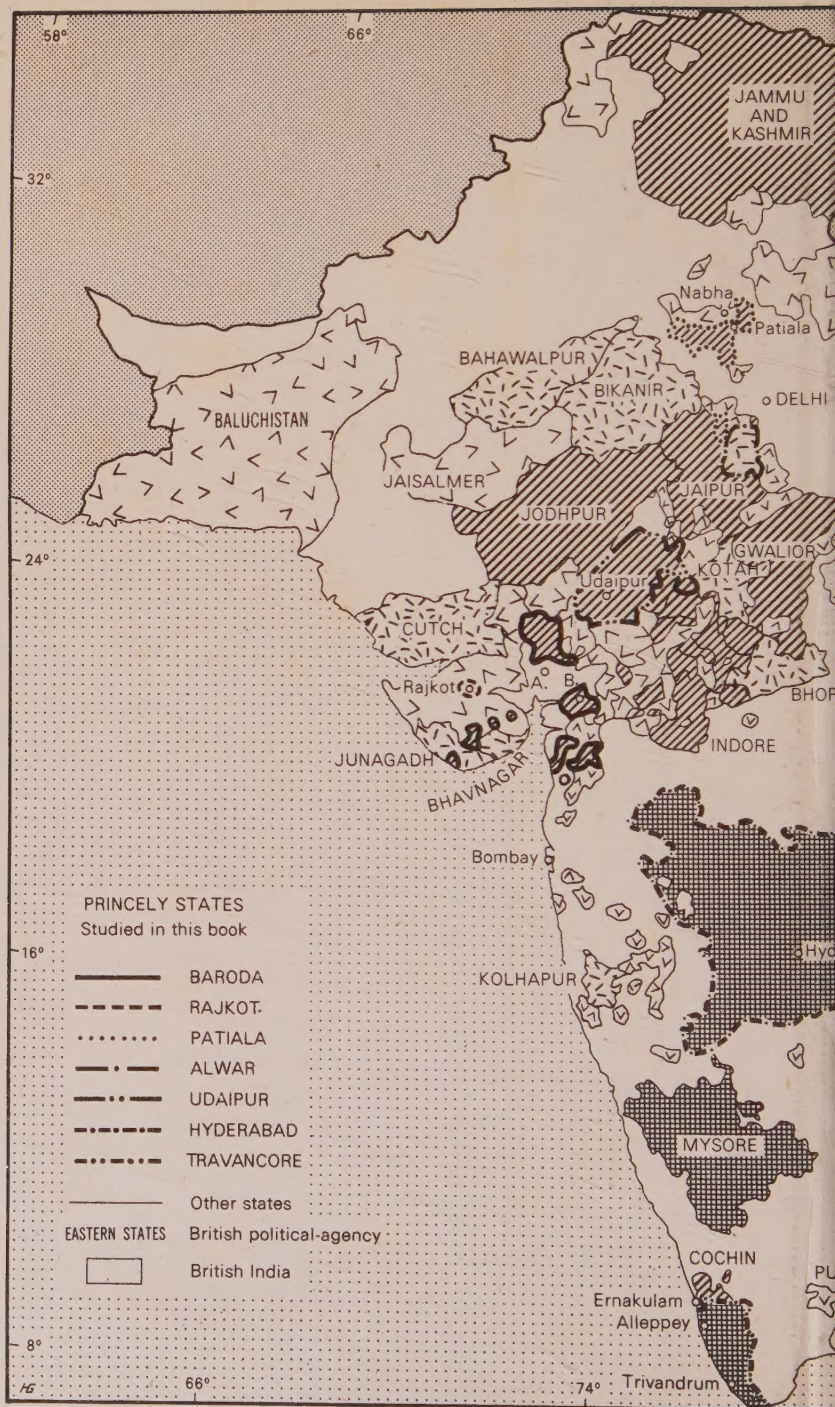 58°
66°
JAMMU
AND
KASHMIR
32°
Nabha
Patiala
BAHAWALPUR
BIKANIR
DELHI
BALUCHISTAN
JAISALMER
JAIPUR
JODHPUR
24°
GWALIOR
KOTAH
Udaipur
CUTCH
Rajkot
A.
B.
BHOP
INDORE
JUNAGADH
BHAVNAGAR
Bombay
PRINCELY STATES
Studied in this book
16°
BARODA
RAJKOT
PATIALA
ALWAR
UDAIPUR
HYDERABAD
TRAVANCORE
Other states
EASTERN STATES British political-agency
British India
Hyd
KOLHAPUR
MYSORE
COCHIN
PU
Ernakulam
Alleppey
8°
HG
66°
74°
Trivandrum